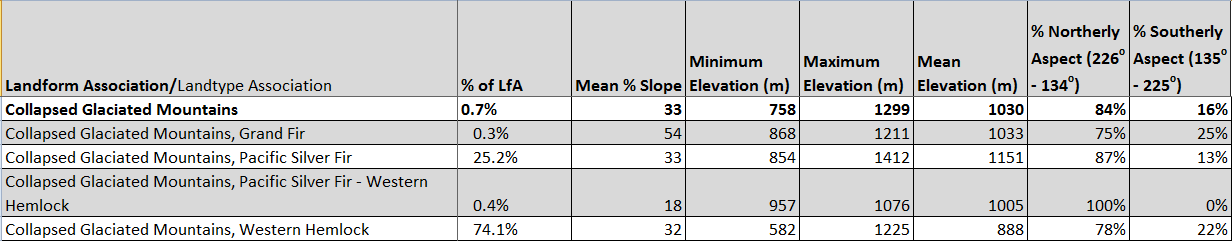 % Northerly % Southerly
Minimum Maximum Mean Aspect (226° Aspect (135°
Landform Association/Landtype Association % of LfA Mean % Slope Elevation (m) Elevation (m) Elevation (m) - 134°) - 225°)
Collapsed Glaciated Mountains 0.7% 33 758 1299 1030 84% 16%
Collapsed Glaciated Mountains, Grand Fir 0.3% 54 868 1211 1033 75% 25%
Collapsed Glaciated Mountains, Pacific Silver Fir 25.2% 33 854 1412 1151 87% 13%
Collapsed Glaciated Mountains, Pacific Silver Fir - Western
Hemlock 0.4% 18 957 1076 1005 100% 0%
Collapsed Glaciated Mountains, Western Hemlock 74.1% 32 582 1225 888 78% 22%